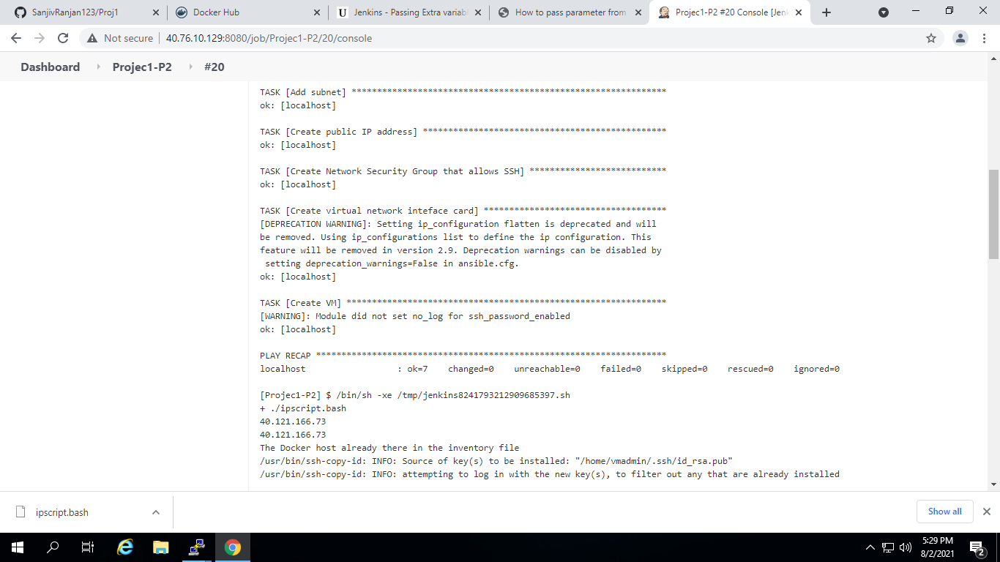 SanjivRanjan123/Proj1
Docker Hub
Jenkins - Passing Extra variab
How to pass parameter from
Projec1-P2 #20 Console [Jenk
Not secure
40.76.10.129:8080/job/Projec1-P2/20/console
Dashboard
Projec1-P2
#20
TASK [Add subnet] **************************************************************
ok: [localhost]
TASK [Create public IP address] ************************************************
ok: [localhost]
TASK [Create Network Security Group that allows SSH] ***************************
ok: [localhost]
TASK [Create virtual network inteface card] ************************************
[DEPRECATION WARNING]: Setting ip_configuration flatten is deprecated and will
be removed. Using ip_configurations list to define the ip configuration. This
feature will be removed in version 2.9. Deprecation warnings can be disabled by
setting deprecation_warnings=False in ansible.cfg.
ok: [localhost]
TASK [Create VM] ***************************************************************
[WARNING]: Module did not set no_log for ssh_password_enabled
ok: [localhost]
PLAY RECAP *********************************************************************
localhost : ok=7 changed=0 unreachable=0 failed=0 skipped=0 rescued=0 ignored=0
[Projec1-P2] $ /bin/sh -xe /tmp/jenkins8241793212909685397.sh
+ ./ipscript.bash
40.121.166.73
40.121.166.73
The Docker host already there in the inventory file
/usr/bin/ssh-copy-id: INFO: Source of key(s) to be installed: "/home/vmadmin/.ssh/id_rsa.pub"
/usr/bin/ssh-copy-id: INFO: attempting to log in with the new key(s), to filter out any that are already installed
ipscript.bash
Show all
5:29 PM
8/2/2021
2